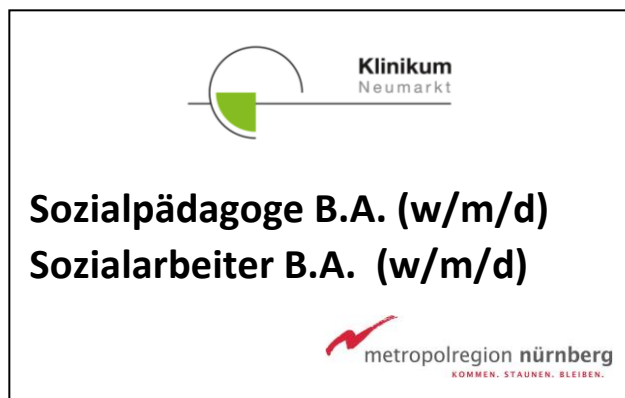 Klinikum
Neumarkt
Sozialpädagoge B.A. (w/m/d)
Sozialarbeiter B.A. (w/m/d)
metropolregion nürnberg
KOMMEN. STAUNEN. BLEIBEN.